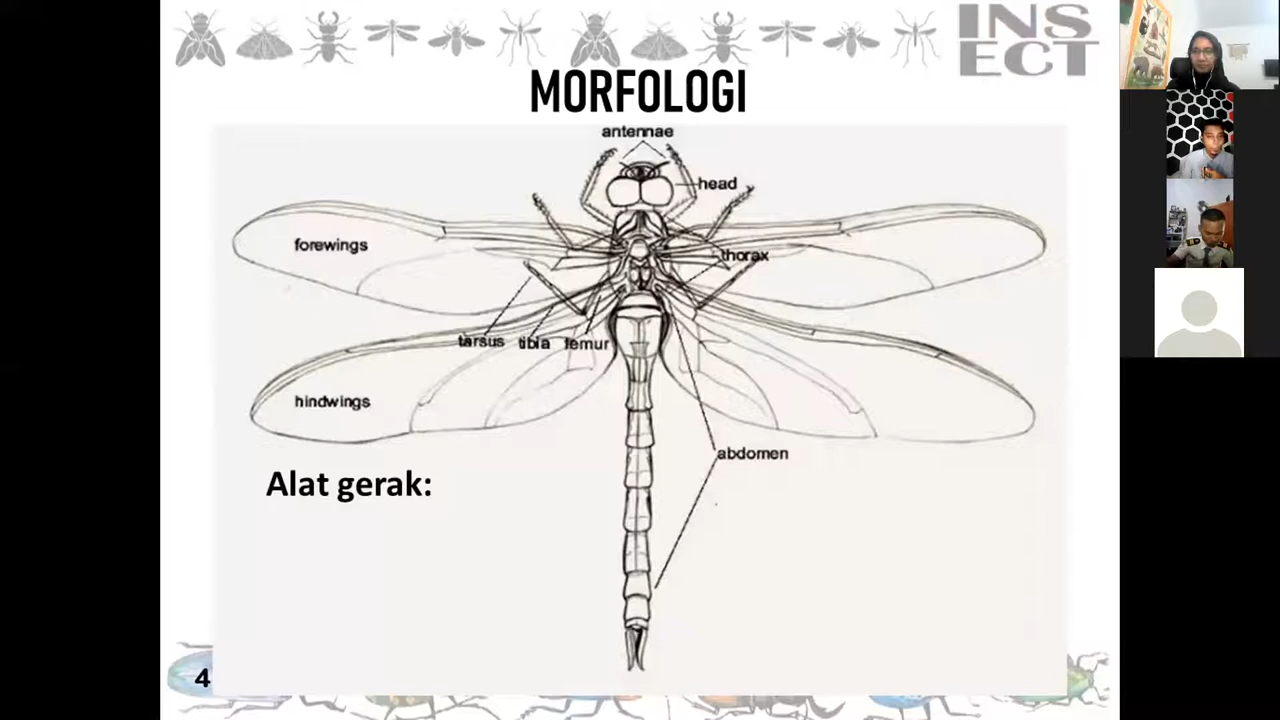 INS
ECT
MORFOLOGI
antennae
head
forewings
thorax
tarsus tibia femur
hindwings
abdomen
Alat gerak:
4